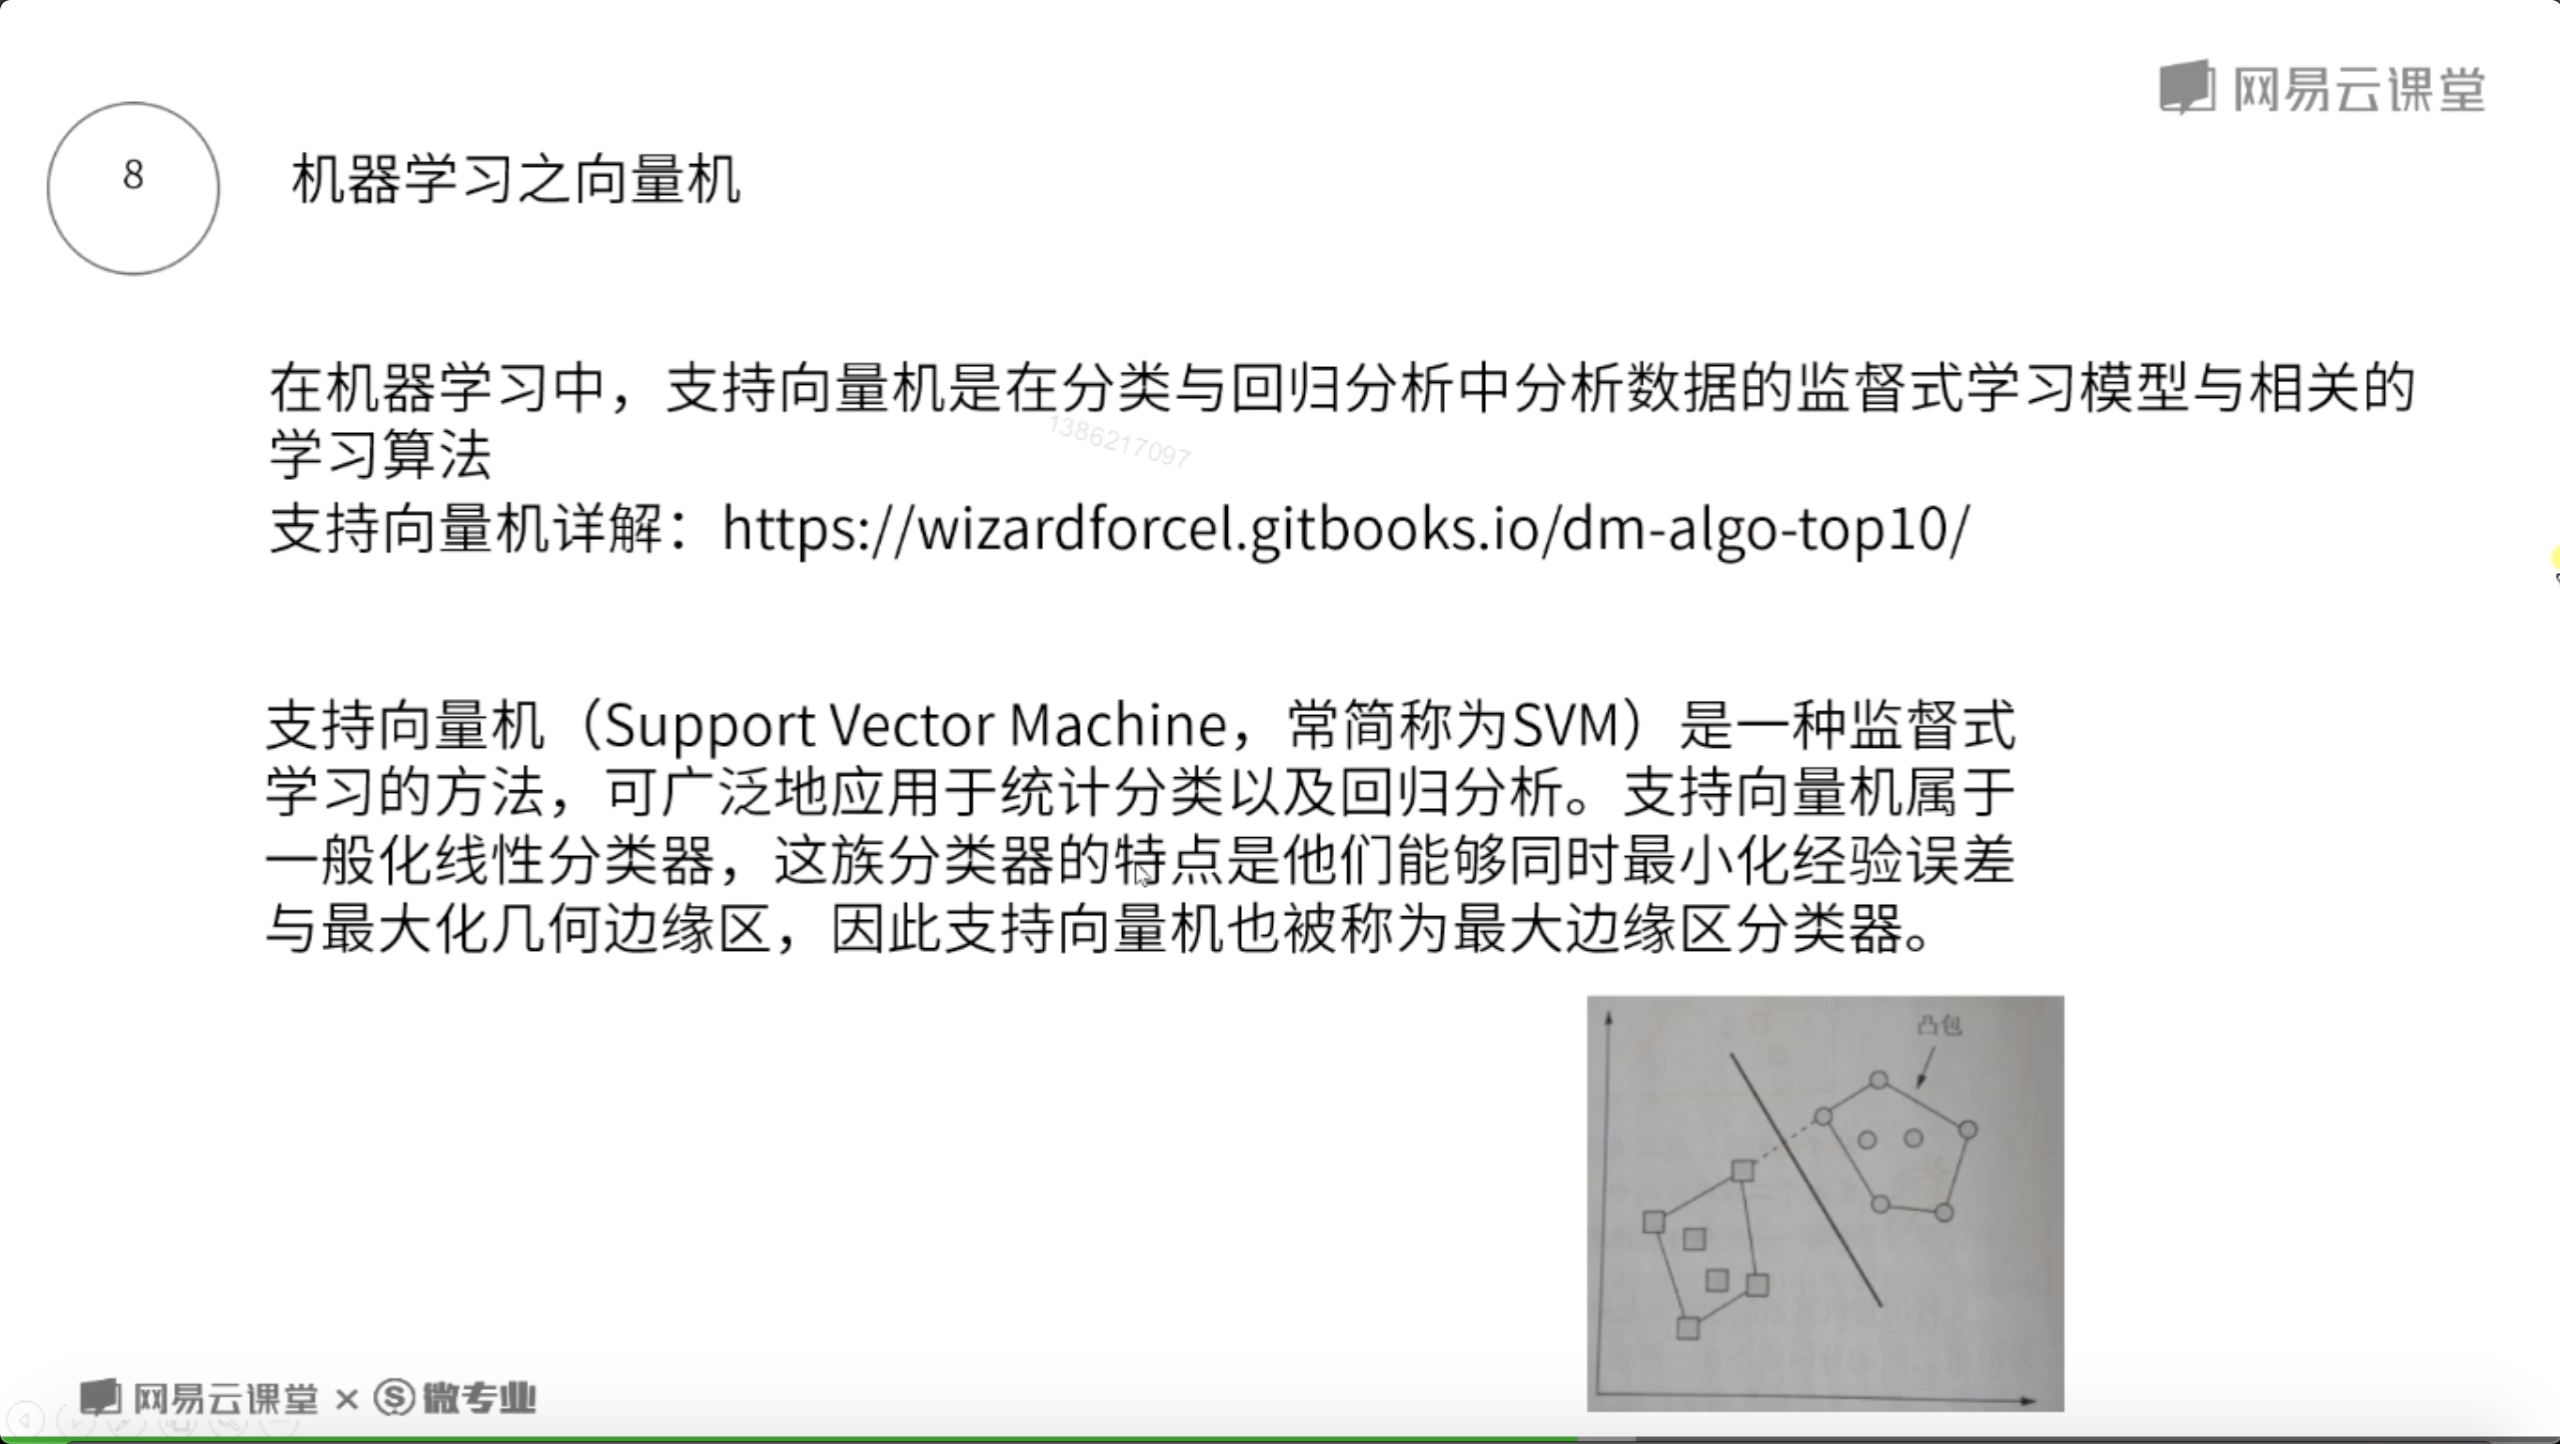 网易云课堂
8
机器学习之向量机
在机器学习中，支持向量机是在分类与回归分析中分析数据的监督式学习模型与相关的
学习算法
13862217097
支持向量机详解：https://wizardforcel.gitbooks.io/dm-algo-top10/
支持向量机（Support Vector Machine，常简称为SVM）是一种监督式
学习的方法，可广泛地应用于统计分类以及回归分析。支持向量机属于
一般化线性分类器，这族分类器的特点是他们能够同时最小化经验误差
与最大化几何边缘区，因此支持向量机也被称为最大边缘区分类器。
凸包
网易云课堂 × S 微专业